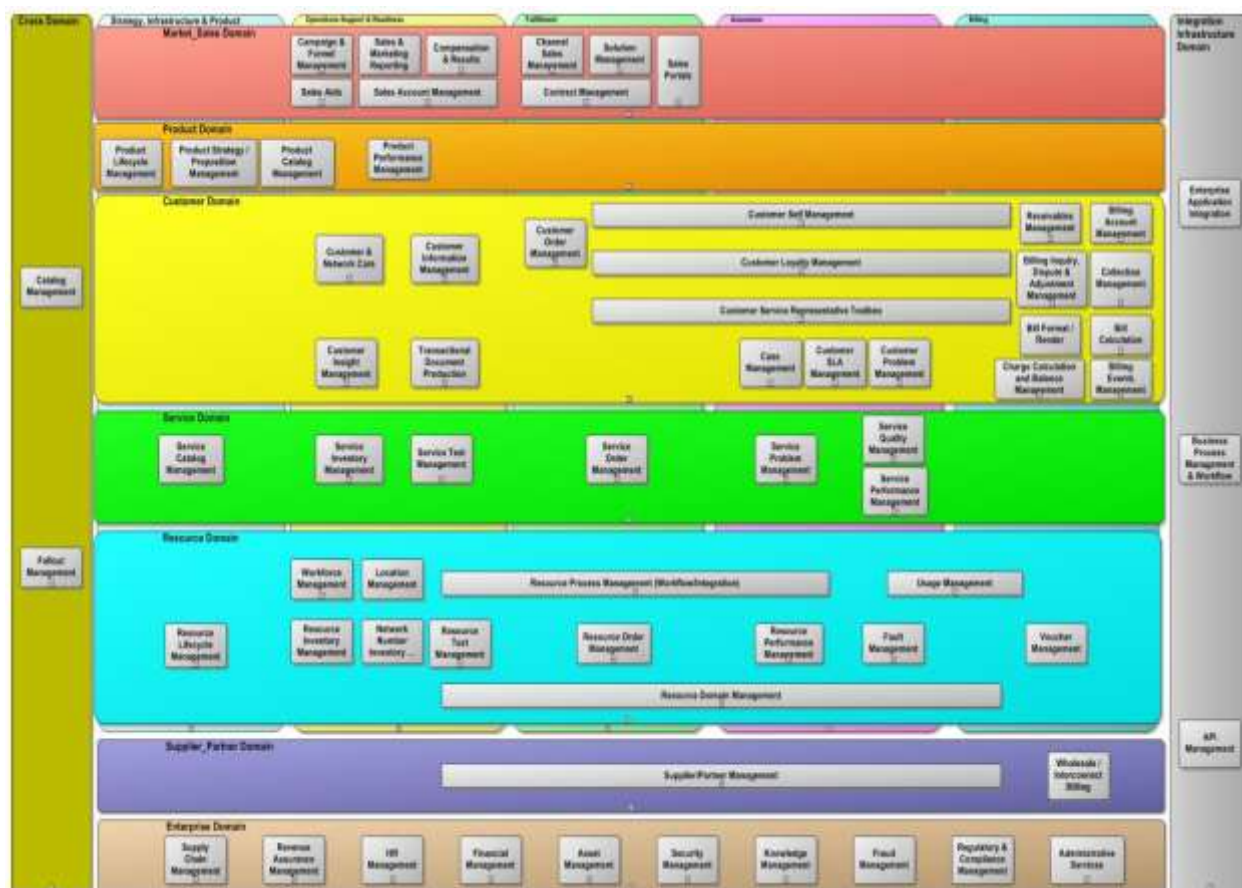 Cross Domain
Strategy, Infrastructure & Product
Operations Support & Readiness
Fulfillment
Assurance
Billing
Integration
Infrastructure
Domain
Market_Sales Domain
Campaign &
Funnel
Management
Sales &
Marketing
Reporting
Compensation
& Results
Channel
Sales
Management
Solution
Management
Sales
Portals
Sales Aids
Sales Account Management
Contract Management
Product Domain
Product
Lifecycle
Management
Product Strategy /
Proposition
Management
Product
Catalog
Management
Product
Performance
Management
Customer Domain
Customer &
Network Care
Customer
Information
Management
Customer
Order
Management
Customer Self Management
Customer Loyalty Management
Customer Service Representative Toolbox
Receivables
Management
Billing
Account
Management
Billing Inquiry,
Dispute &
Adjustment
Management
Collection
Management
Bill Format /
Render
Bill
Calculation
Customer
Insight
Management
Transactional
Document
Production
Case
Management
Customer
SLA
Management
Customer
Problem
Management
Charge Calculation
and Balance
Management
Billing
Events
Management
Catalog
Management
Enterprise
Application
Integration
Service Domain
Service
Catalog
Management
Service
Inventory
Management
Service Test
Management
Service
Order
Management
Service
Problem
Management
Service
Quality
Management
Service
Performance
Management
Business
Process
Management
& Workflow
Resource Domain
Workforce
Management
Location
Management
Resource Process Management (Workflow/Integration)
Usage Management
Resource
Lifecycle
Management
Resource
Inventory
Management
Network
Number
Inventory ...
Resource
Test
Management
Resource Order
Management
Resource
Performance
Management
Fault
Management
Voucher
Management
Resource Domain Management
Fallout
Management
API
Management
Supplier_Partner Domain
Supplier/Partner Management
Wholesale /
Interconnect
Billing
Enterprise Domain
Supply
Chain
Management
Revenue
Assurance
Management
HR
Management
Financial
Management
Asset
Management
Security
Management
Knowledge
Management
Fraud
Management
Regulatory &
Compliance
Management
Administrative
Services